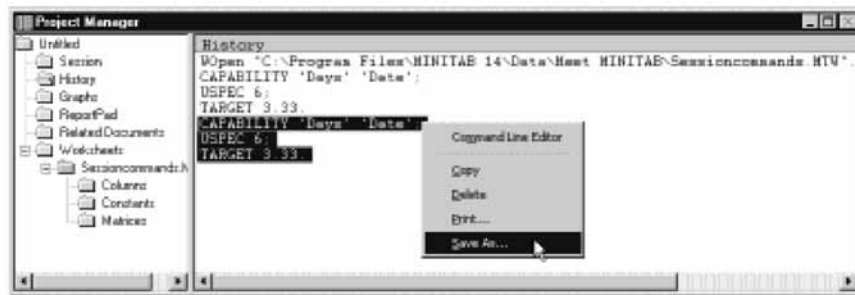 Project Manager
Untitled
Session
History
Graphs
ReportPad
Related Documents
Worksheets
Sessioncommands.M
Columns
Constants
Matrices
History
WOpen "C:\Program Files\MINITAB 14\Data\Meet MINITAB\Sessioncommands.MTW".
CAPABILITY 'Days' 'Date';
USPEC 6;
TARGET 3.33.
CAPABILITY 'Days' 'Date';
USPEC 6;
TARGET 3.33.
Command Line Editor
Copy
Delete
Print...
Save As...